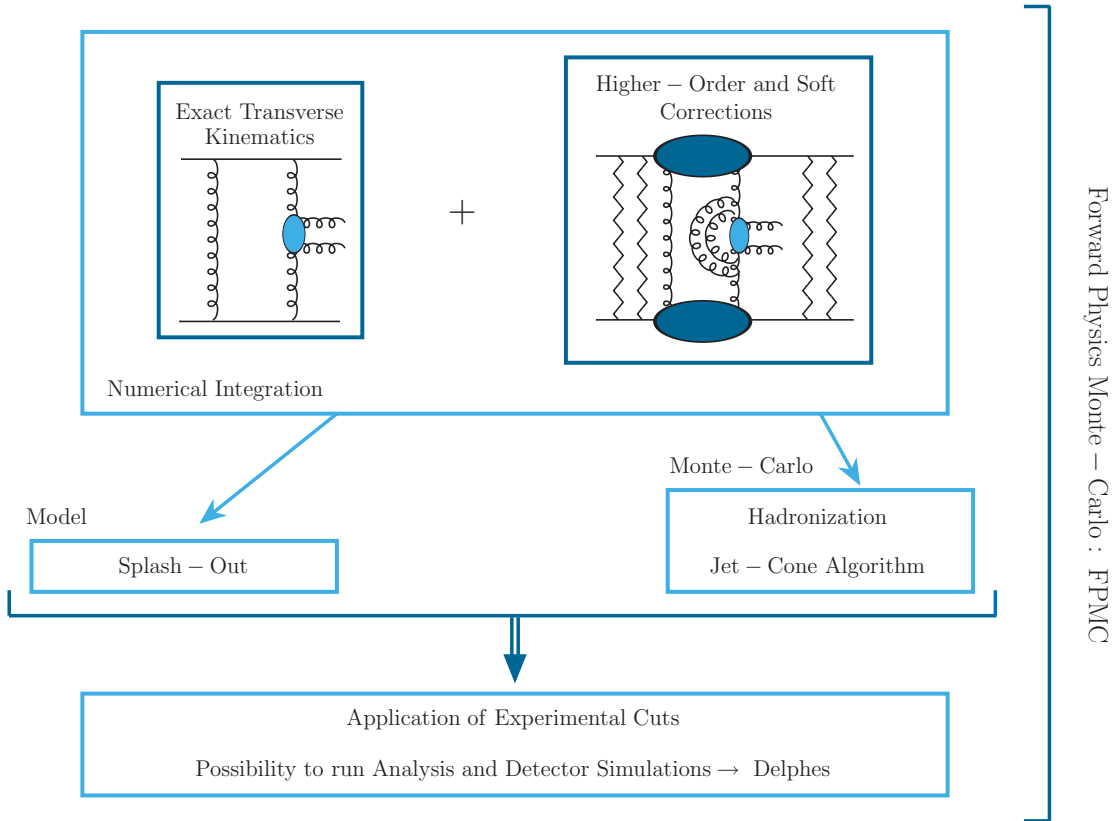 Exact Transverse
Kinematics
+
Higher – Order and Soft
Corrections
Numerical Integration
Model
Splash – Out
Monte – Carlo
Hadronization
Jet – Cone Algorithm
Application of Experimental Cuts
Possibility to run Analysis and Detector Simulations → Delphes
Forward Physics Monte – Carlo : FPMC